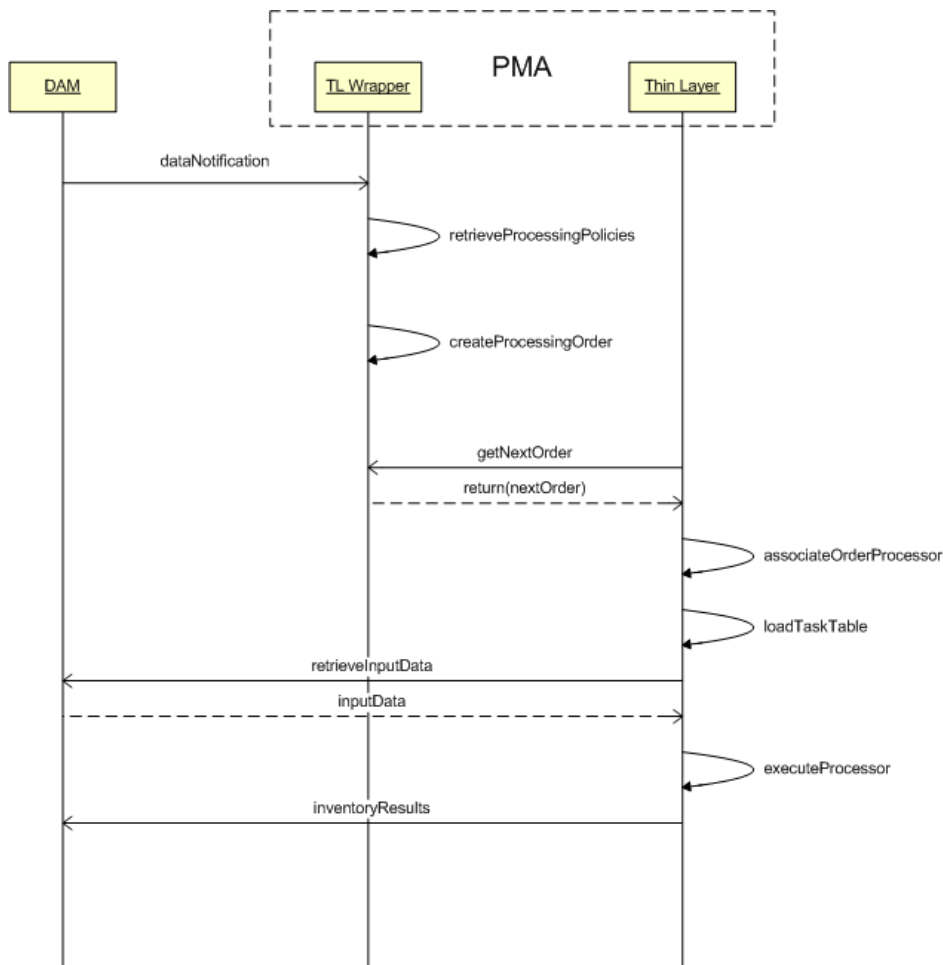 PMA
DAM
TL Wrapper
Thin Layer
dataNotification
retrieveProcessingPolicies
createProcessingOrder
getNextOrder
return(nextOrder)
associateOrderProcessor
loadTaskTable
retrieveInputData
inputData
executeProcessor
inventoryResults